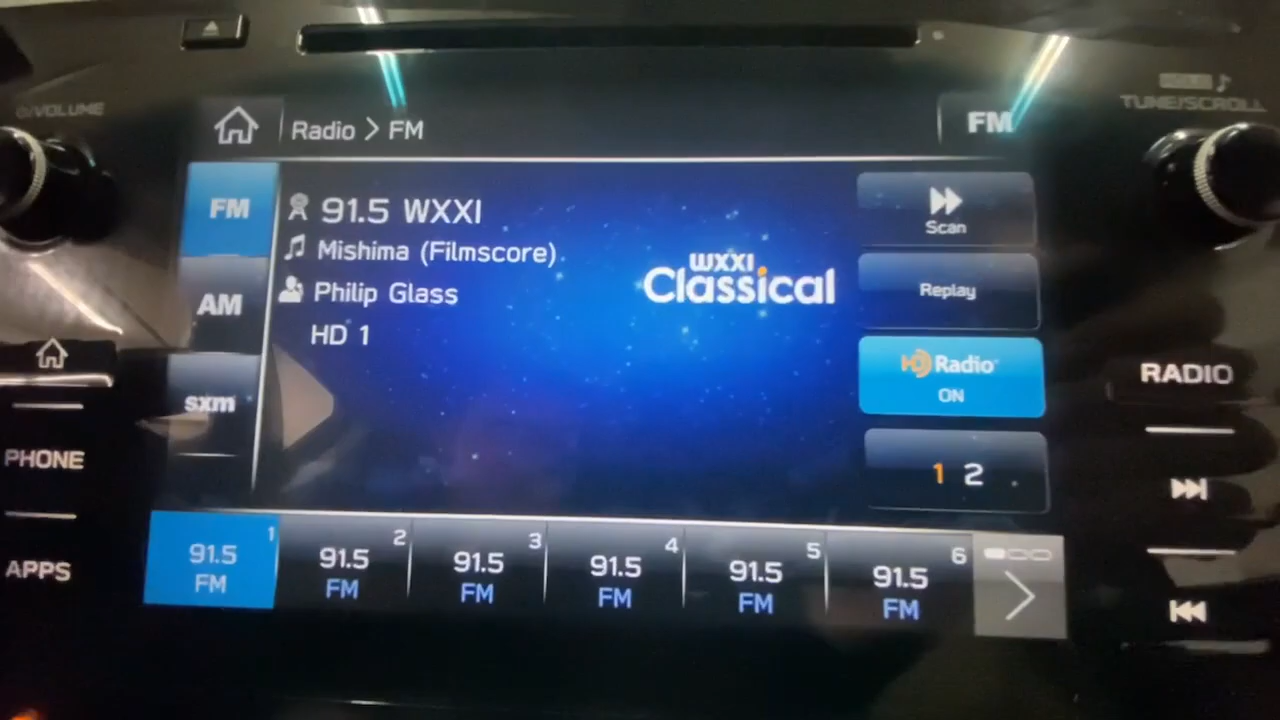 VOLUME
TUNE/SCROLL
Radio > FM
FM
FM
AM
sxm
91.5 WXXI
Mishima (Filmscore)
Philip Glass
HD 1
wxxi
Classical
Scan
Replay
HD Radio
ON
1 2
PHONE
APPS
RADIO
1
91.5
FM
2
91.5
FM
3
91.5
FM
4
91.5
FM
5
91.5
FM
6
91.5
FM